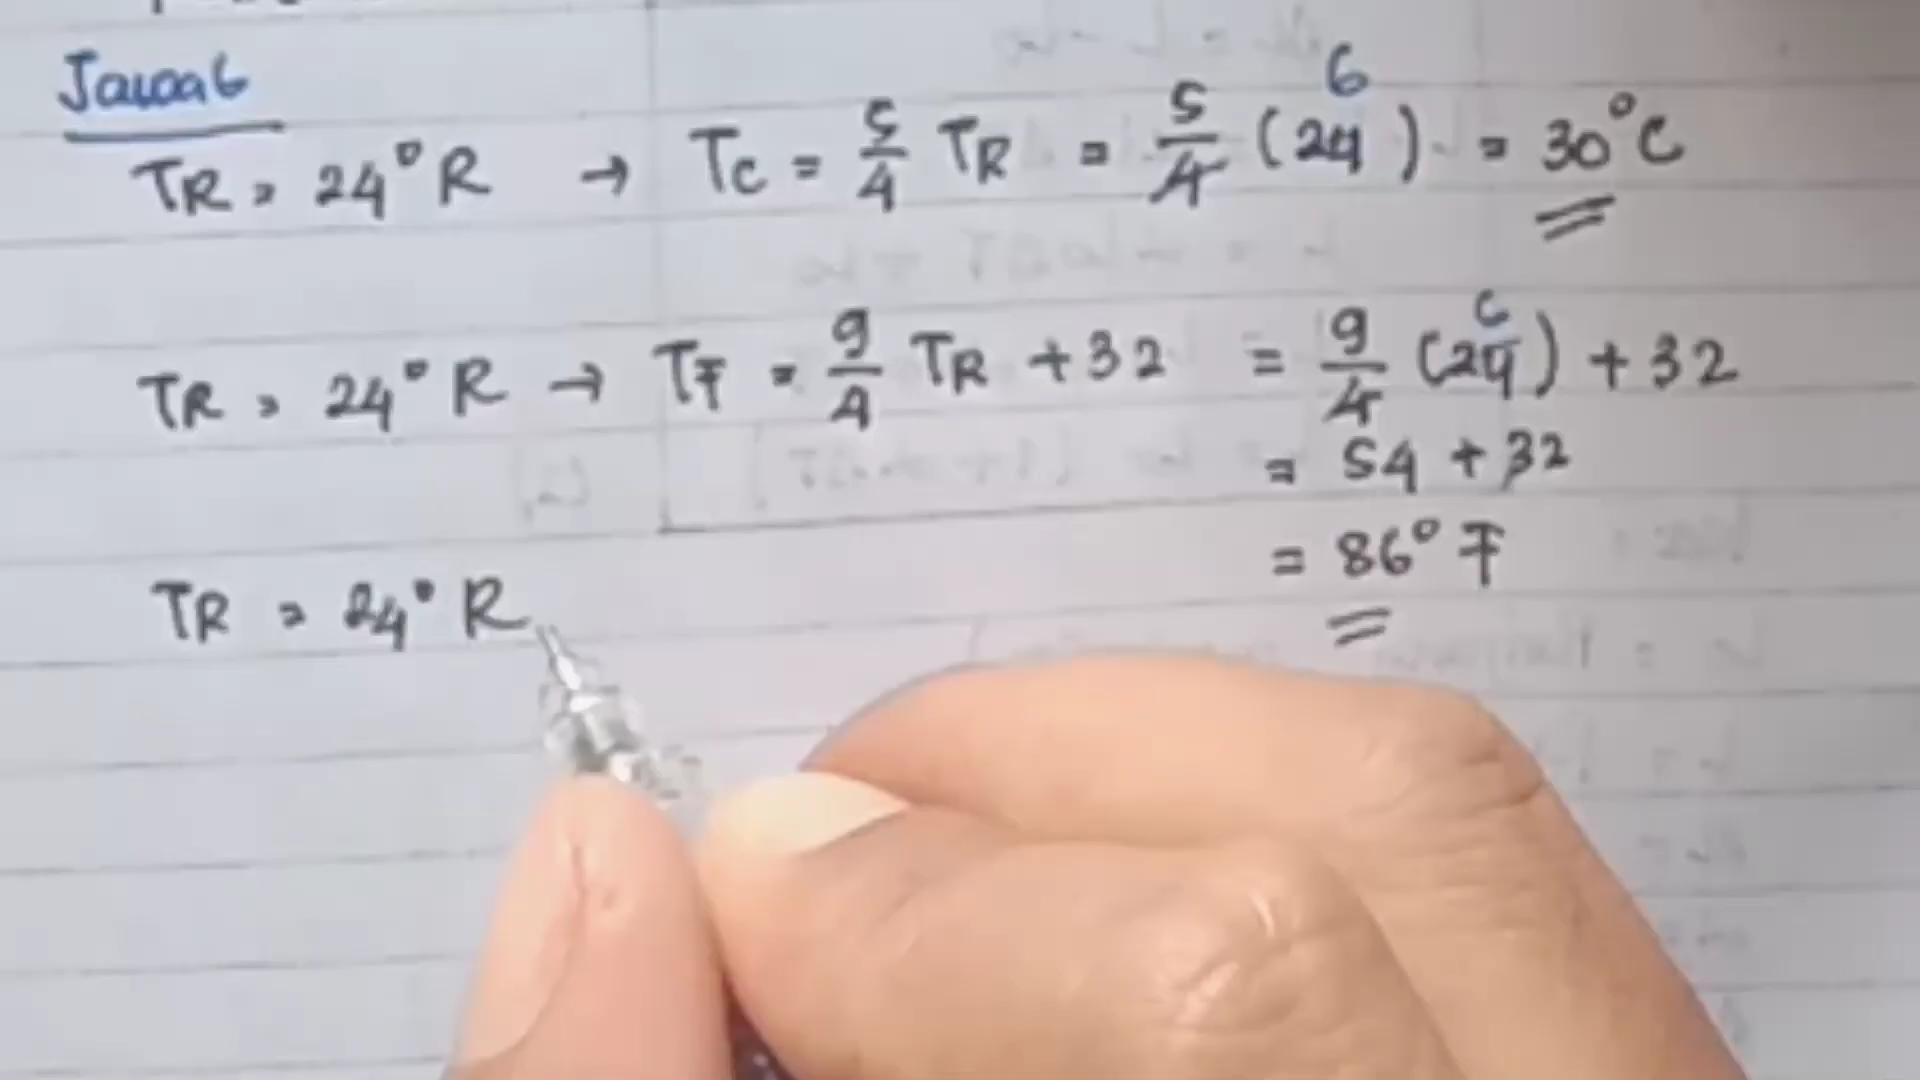 Jawab
TR = 24°R → TC = 5/4 TR = 5/4 (24) 6 = 30°C
TR = 24°R → TF = 9/4 TR + 32 = 9/4 (24) 6 + 32
= 54 + 32
= 86°F
TR = 24°R